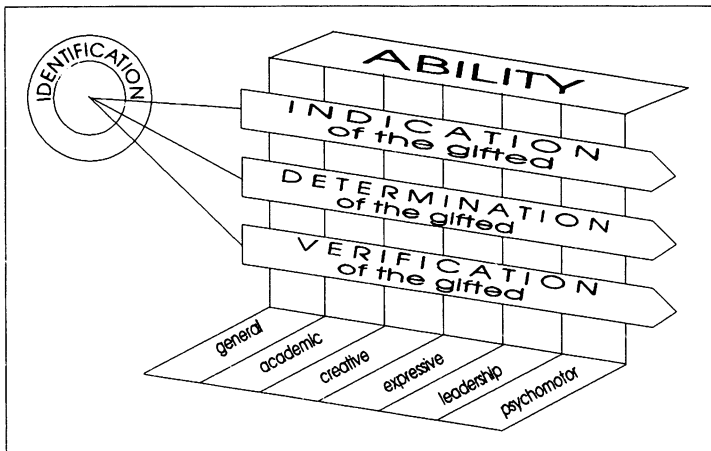 IDENTIFICATION
ABILITY
INDICATION
of the gifted
DETERMINATION
of the gifted
VERIFICATION
of the gifted
general
academic
creative
expressive
leadership
psychomotor